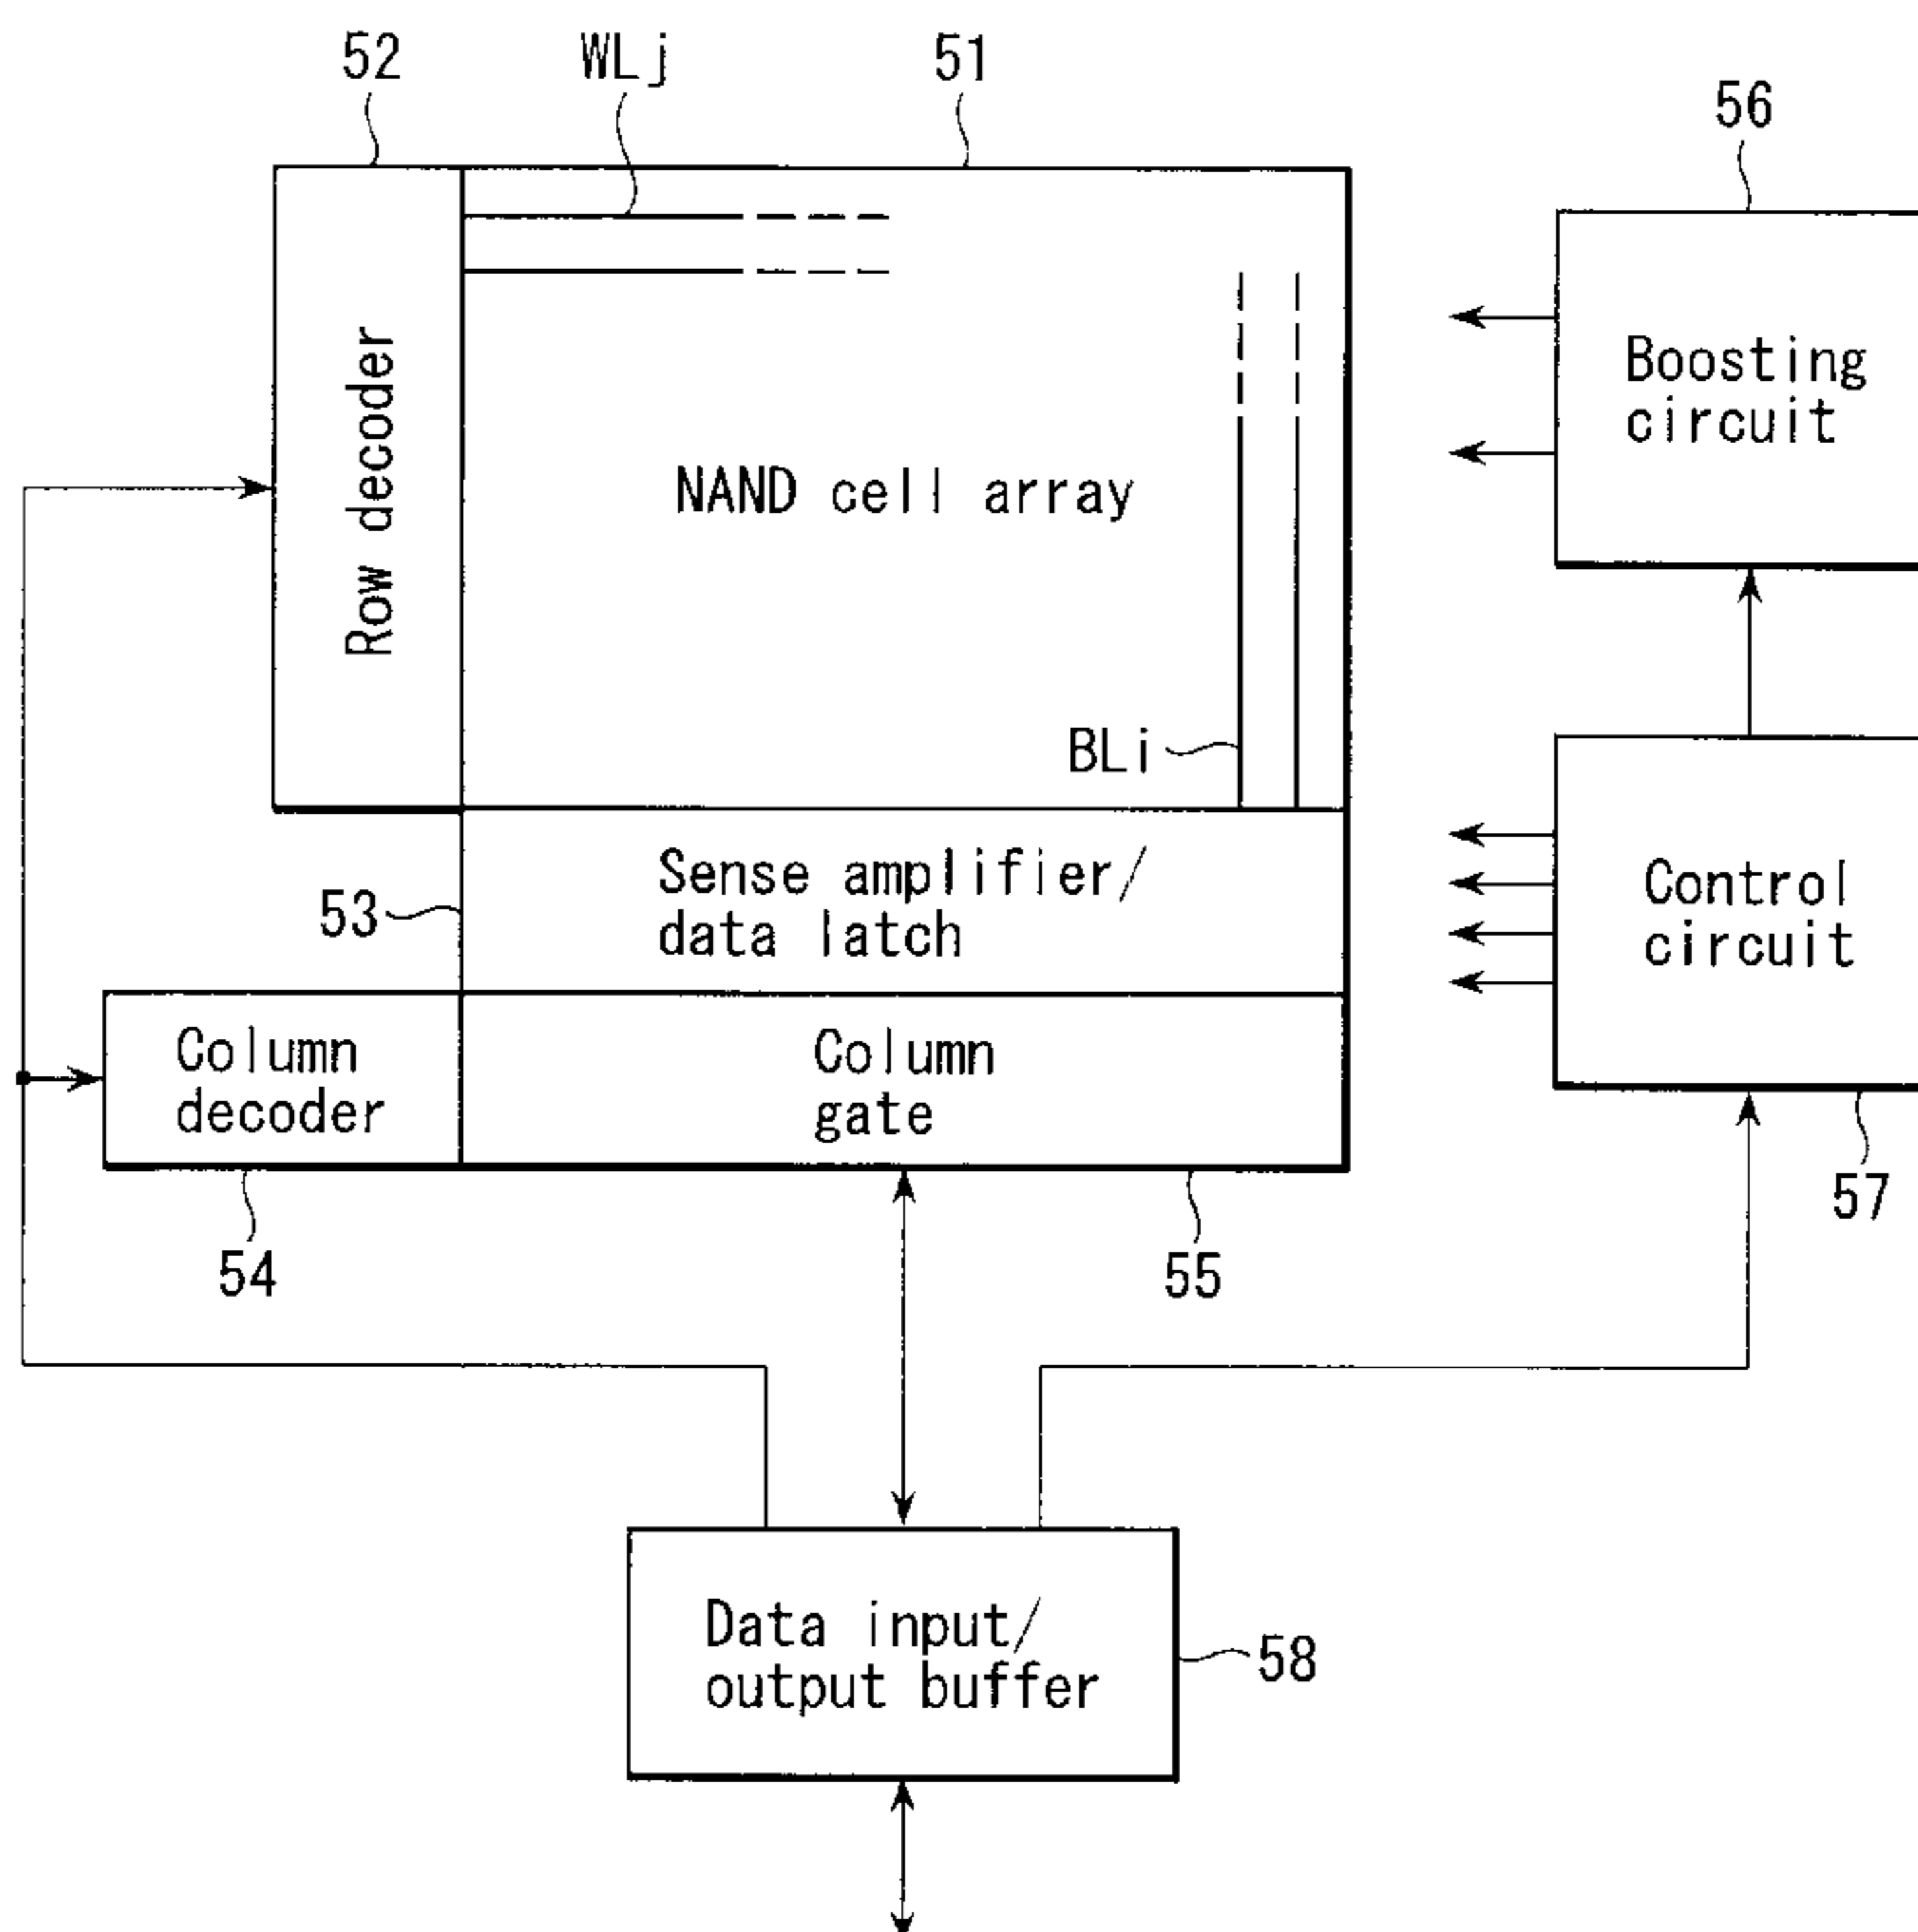 52
WLj
51
56
Row decoder
NAND cell array
Boosting
circuit
BLi
53
Sense amplifier/
data latch
Control
circuit
Column
decoder
Column
gate
57
54
55
Data input/
output buffer
58